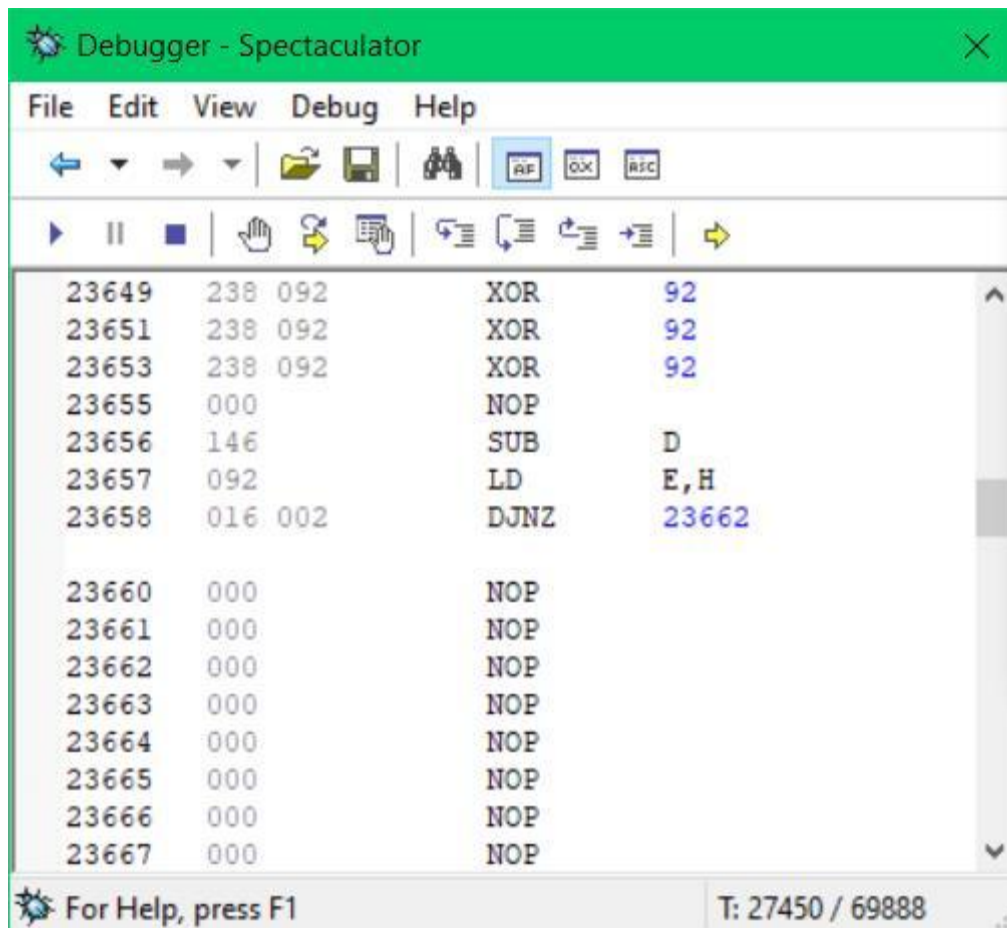 Debugger - Spectaculator
File Edit View Debug Help
AF 0X ASC
23649 238 092 XOR 92
23651 238 092 XOR 92
23653 238 092 XOR 92
23655 000 NOP
23656 146 SUB D
23657 092 LD E,H
23658 016 002 DJNZ 23662
23660 000 NOP
23661 000 NOP
23662 000 NOP
23663 000 NOP
23664 000 NOP
23665 000 NOP
23666 000 NOP
23667 000 NOP
For Help, press F1 T: 27450 / 69888